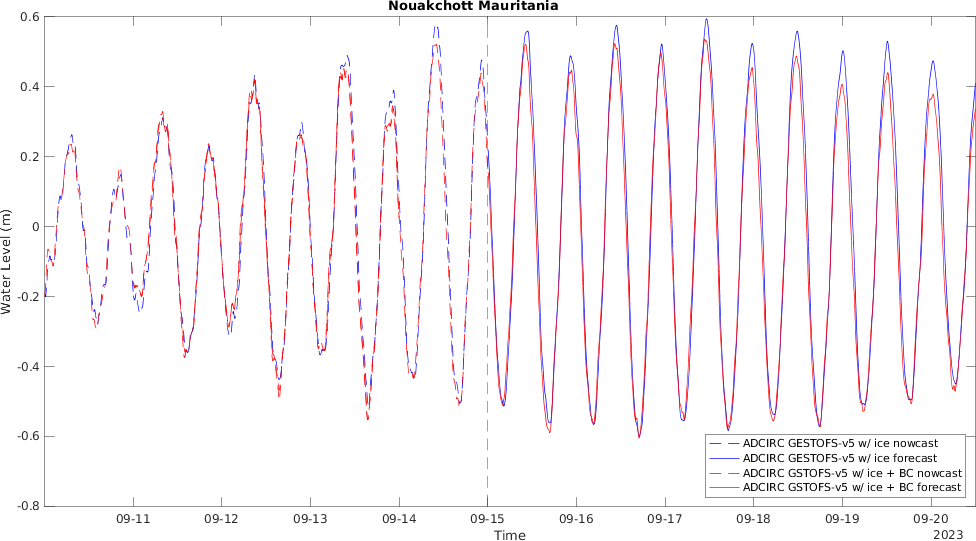 Nouakchott Mauritania
0.6
0.4
0.2
0
-0.2
-0.4
-0.6
-0.8
Water Level (m)
ADCIRC GESTOFS-v5 w/ ice nowcast
ADCIRC GESTOFS-v5 w/ ice forecast
ADCIRC GSTOFS-v5 w/ ice + BC nowcast
ADCIRC GSTOFS-v5 w/ ice + BC forecast
09-11 09-12 09-13 09-14 09-15 09-16 09-17 09-18 09-19 09-20
Time 2023